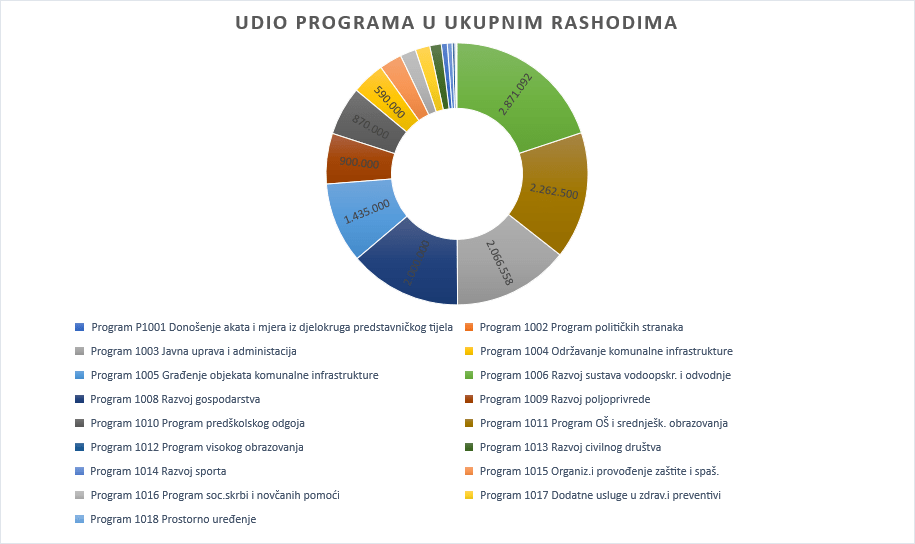 UDIO PROGRAMA U UKUPNIM RASHODIMA
2.871.092
2.262.500
2.066.558
1.435.000
900.000
870.000
590.000
Program P1001 Donošenje akata i mjera iz djelokruga predstavničkog tijela
Program 1002 Program političkih stranaka
Program 1003 Javna uprava i administacija
Program 1004 Održavanje komunalne infrastrukture
Program 1005 Građenje objekata komunalne infrastrukture
Program 1006 Razvoj sustava vodoopskr. i odvodnje
Program 1008 Razvoj gospodarstva
Program 1009 Razvoj poljoprivrede
Program 1010 Program predškolskog odgoja
Program 1011 Program OŠ i srednješk. obrazovanja
Program 1012 Program visokog obrazovanja
Program 1013 Razvoj civilnog društva
Program 1014 Razvoj sporta
Program 1015 Organiz.i provođenje zaštite i spaš.
Program 1016 Program soc.skrbi i novčanih pomoći
Program 1017 Dodatne usluge u zdrav.i preventivi
Program 1018 Prostorno uređenje